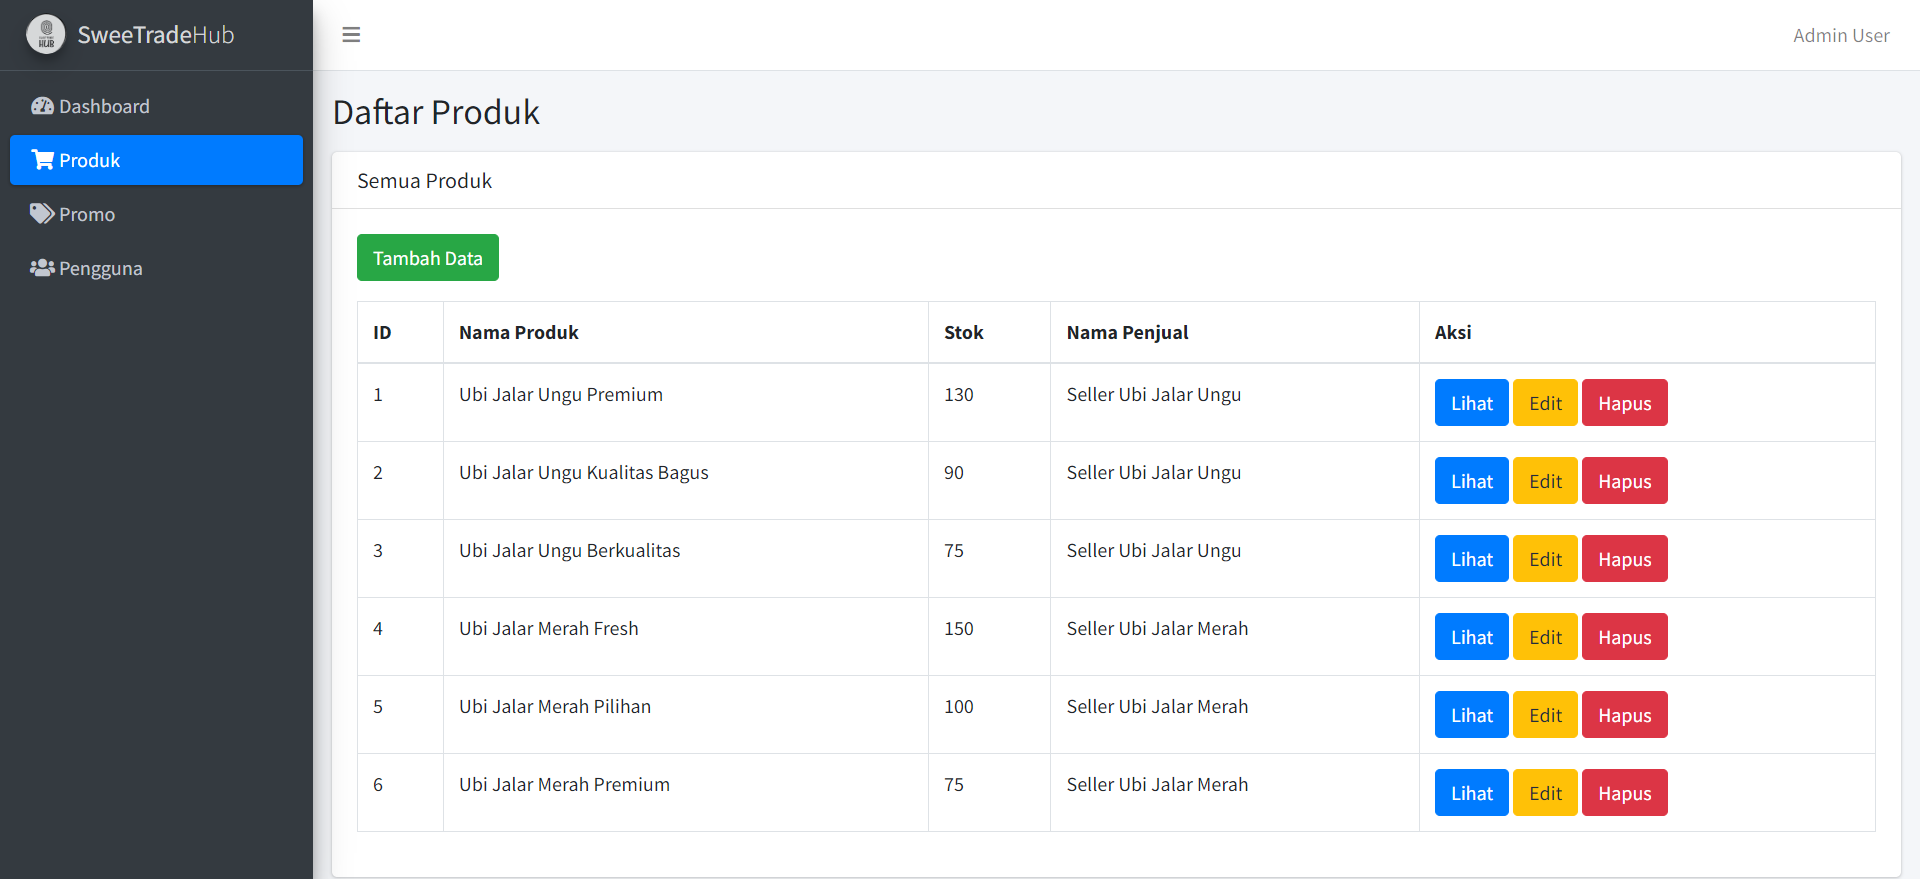 SweeTradeHub
Admin User
Dashboard
Produk
Promo
Pengguna
Daftar Produk
Semua Produk
Tambah Data
ID Nama Produk Stok Nama Penjual Aksi
1 Ubi Jalar Ungu Premium 130 Seller Ubi Jalar Ungu Lihat Edit Hapus
2 Ubi Jalar Ungu Kualitas Bagus 90 Seller Ubi Jalar Ungu Lihat Edit Hapus
3 Ubi Jalar Ungu Berkualitas 75 Seller Ubi Jalar Ungu Lihat Edit Hapus
4 Ubi Jalar Merah Fresh 150 Seller Ubi Jalar Merah Lihat Edit Hapus
5 Ubi Jalar Merah Pilihan 100 Seller Ubi Jalar Merah Lihat Edit Hapus
6 Ubi Jalar Merah Premium 75 Seller Ubi Jalar Merah Lihat Edit Hapus